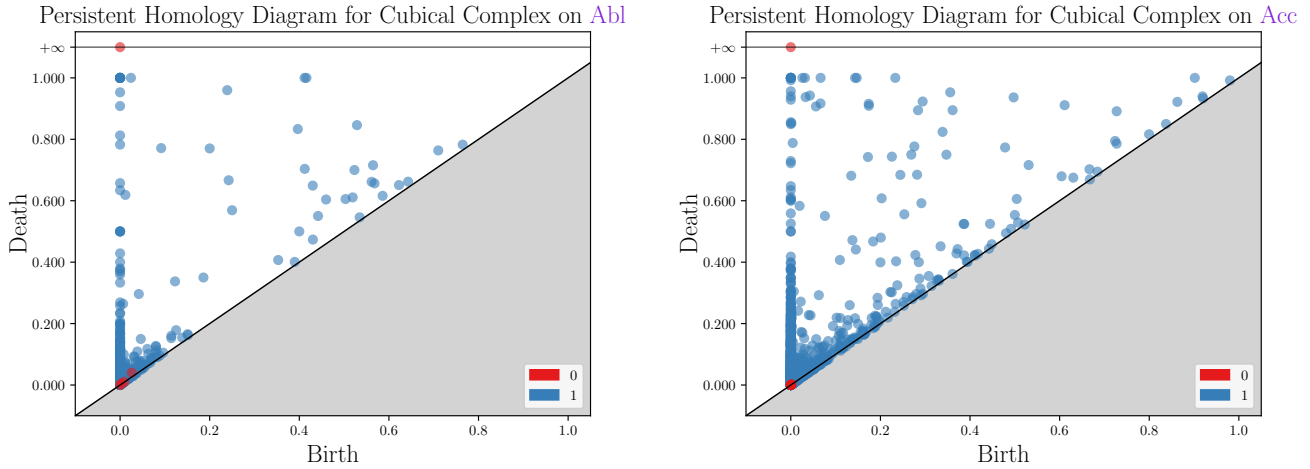 Persistent Homology Diagram for Cubical Complex on Abl
+∞
1.000
0.800
0.600
0.400
0.200
0.000
Death
0.0 0.2 0.4 0.6 0.8 1.0
Birth
0
1
Persistent Homology Diagram for Cubical Complex on Acc
+∞
1.000
0.800
0.600
0.400
0.200
0.000
Death
0.0 0.2 0.4 0.6 0.8 1.0
Birth
0
1